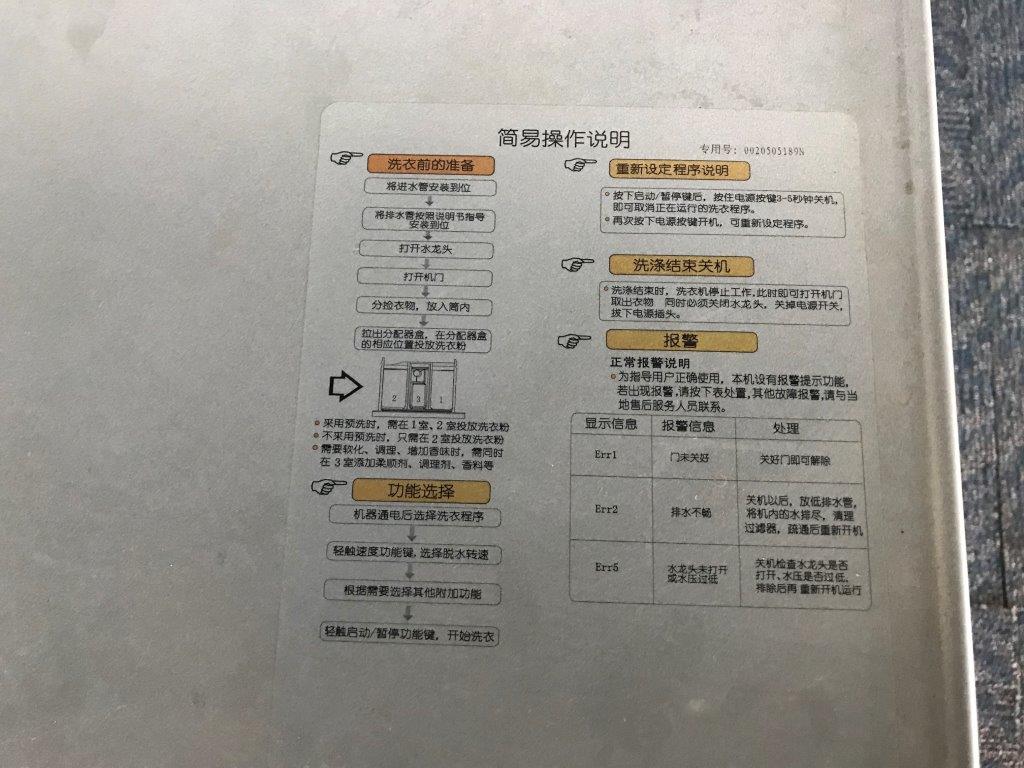 简易操作说明
专用号：0020505189N
洗衣前的准备
将进水管安装到位
将排水管按照说明书指导
安装到位
打开水龙头
打开机门
分捡衣物，放入筒内
拉出分配器盒，在分配器盒
的相应位置投放洗衣粉
2 3 1
采用预洗时，需在1室、2室投放洗衣粉
不采用预洗时，只需在2室投放洗衣粉
需要软化、调理、增加香味时，需同时
在3室添加柔顺剂、调理剂、香料等
功能选择
机器通电后选择洗衣程序
轻触速度功能键，选择脱水转速
根据需要选择其他附加功能
轻触启动/暂停功能键，开始洗衣
重新设定程序说明
按下启动/暂停键后，按住电源按键3-5秒钟关机，
即可取消正在运行的洗衣程序。
再次按下电源按键开机，可重新设定程序。
洗涤结束关机
洗涤结束时，洗衣机停止工作，此时即可打开机门
取出衣物 同时必须关闭水龙头，关掉电源开关，
拔下电源插头。
报警
正常报警说明
为指导用户正确使用，本机设有报警提示功能，
若出现报警，请按下表处置，其他故障报警，请与当
地售后服务人员联系。
显示信息 报警信息 处理
Err1 门未关好 关好门即可解除
Err2 排水不畅 关机以后，放低排水管，
将机内的水排尽，清理
过滤器，疏通后重新开机
Err5 水龙头未打开
或水压过低 关机检查水龙头是否
打开、水压是否过低，
排除后再重新开机运行